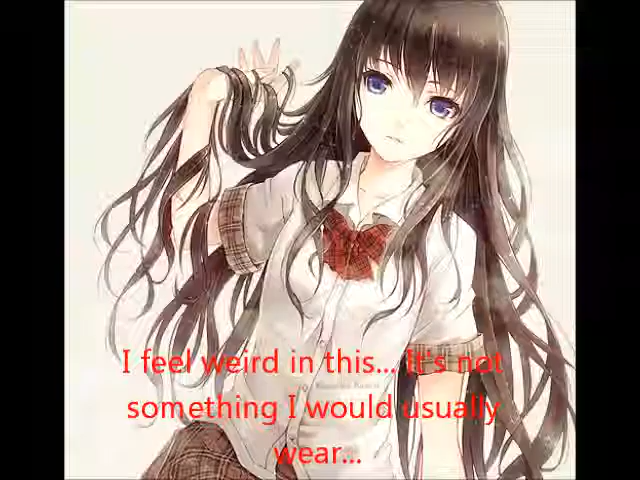 I feel weird in this... It's not
something I would usually
wear...